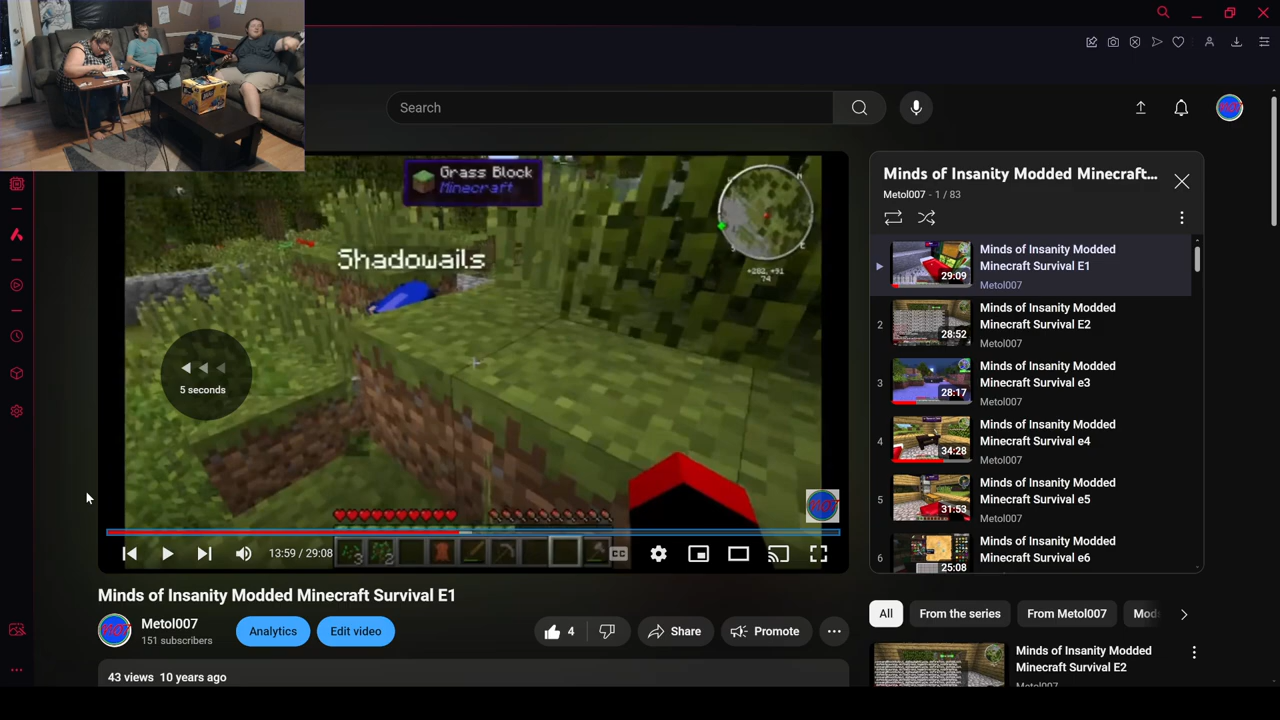 Search
Grass Block
Minecraft
Shadowails
+282, +91
74
5 seconds
3
2
CC
13:59 / 29:08
Minds of Insanity Modded Minecraft Survival E1
Metol007
151 subscribers
Analytics
Edit video
4
Share
Promote
43 views 10 years ago
Minds of Insanity Modded Minecraft...
Metol007 - 1 / 83
29:09
Minds of Insanity Modded
Minecraft Survival E1
Metol007
2
28:52
Minds of Insanity Modded
Minecraft Survival E2
Metol007
3
28:17
Minds of Insanity Modded
Minecraft Survival e3
Metol007
4
34:28
Minds of Insanity Modded
Minecraft Survival e4
Metol007
5
31:53
Minds of Insanity Modded
Minecraft Survival e5
Metol007
6
25:08
Minds of Insanity Modded
Minecraft Survival e6
All
From the series
From Metol007
Minds of Insanity Modded
Minecraft Survival E2